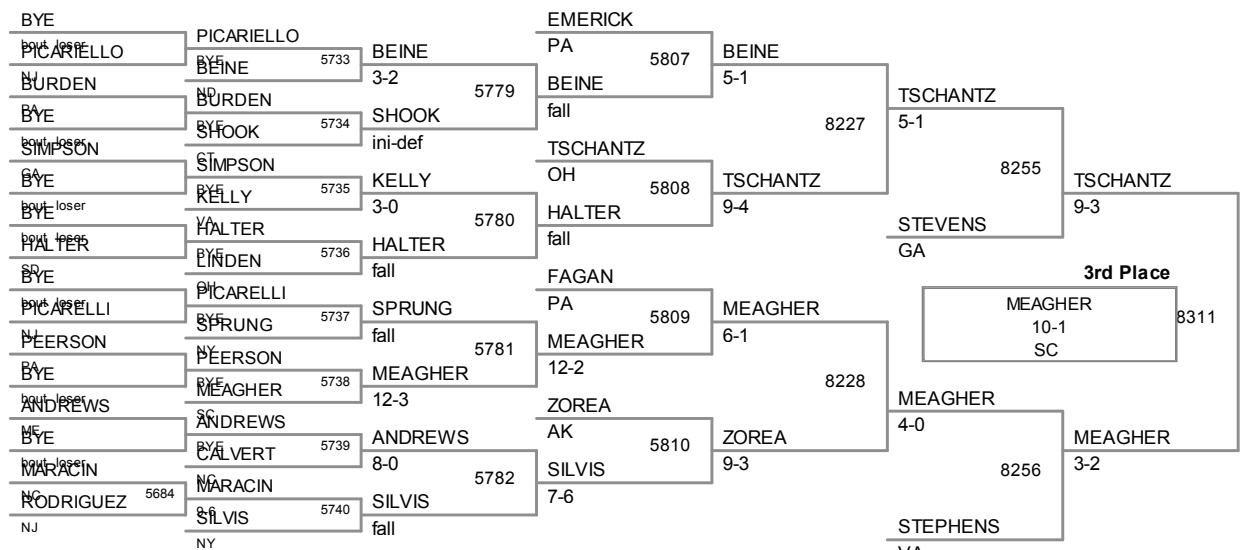 BYE
bout loser
PICARIELLO
NJ
BURDEN
PA
BYE
bout loser
SIMPSON
GA
BYE
bout loser
BYE
bout loser
HALTER
SD
BYE
bout loser
PICARELLI
NJ
PEERSON
PA
BYE
bout loser
ANDREWS
ME
BYE
bout loser
MARACIN
NC
RODRIGUEZ
NJ
5684
PICARIELLO
BYE
5733
BEINE
ND
BURDEN
BYE
5734
SHOOK
CT
SIMPSON
BYE
5735
KELLY
VA
HALTER
BYE
5736
LINDEN
OH
PICARELLI
BYE
5737
SPRUNG
NY
PEERSON
BYE
5738
MEAGHER
SC
ANDREWS
BYE
5739
CALVERT
NC
MARACIN
9-6
5740
SILVIS
NY
BEINE
3-2
5779
SHOOK
inj-def
KELLY
3-0
5780
HALTER
fall
SPRUNG
fall
5781
MEAGHER
12-3
ANDREWS
8-0
5782
SILVIS
fall
EMERICK
PA
5807
BEINE
fall
TSCHANTZ
OH
5808
HALTER
fall
FAGAN
PA
5809
MEAGHER
12-2
ZOREA
AK
5810
SILVIS
7-6
BEINE
5-1
8227
TSCHANTZ
9-4
MEAGHER
6-1
8228
ZOREA
9-3
TSCHANTZ
5-1
8255
STEVENS
GA
MEAGHER
4-0
8256
STEPHENS
VA
TSCHANTZ
9-3
3rd Place
MEAGHER
10-1
SC
8311
MEAGHER
3-2